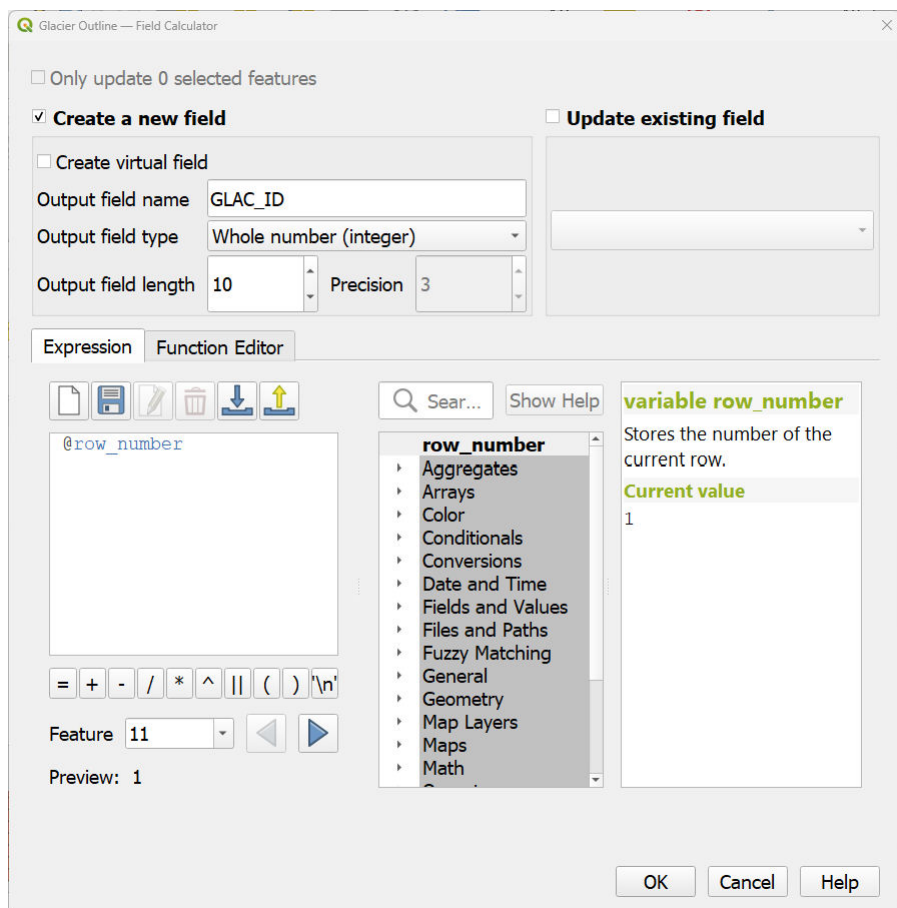 Glacier Outline — Field Calculator
Only update 0 selected features
Create a new field
Update existing field
Create virtual field
Output field name GLAC_ID
Output field type Whole number (integer)
Output field length 10 Precision 3
Expression Function Editor
Sear... Show Help
@row_number
row_number
Aggregates
Arrays
Color
Conditionals
Conversions
Date and Time
Fields and Values
Files and Paths
Fuzzy Matching
General
Geometry
Map Layers
Maps
Math
variable row_number
Stores the number of the
current row.
Current value
1
= + - / * ^ || ( ) '\n'
Feature 11
Preview: 1
OK Cancel Help